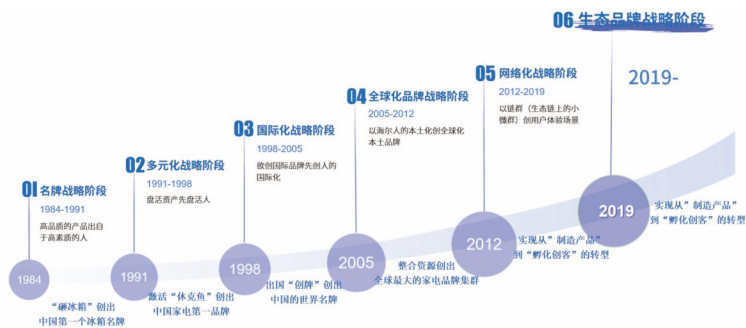 01 名牌战略阶段
1984-1991
高品质的产品出自
于高素质的人
1984
“砸冰箱”创出
中国第一个冰箱名牌
02 多元化战略阶段
1991-1998
盘活资产先盘活人
1991
激活“休克鱼”创出
中国家电第一品牌
03 国际化战略阶段
1998-2005
欲创国际品牌先创人的
国际化
1998
出国“创牌”创出
中国的世界名牌
04 全球化品牌战略阶段
2005-2012
以海尔人的本土化创全球化
本土品牌
2005
整合资源创出
全球最大的家电品牌集群
05 网络化战略阶段
2012-2019
以链群（生态链上的小
微群）创用户体验场景
2012
实现从”制造产品”
到“孵化创客”的转型
06 生态品牌战略阶段
2019-
2019
实现从”制造产品”
到“孵化创客”的转型